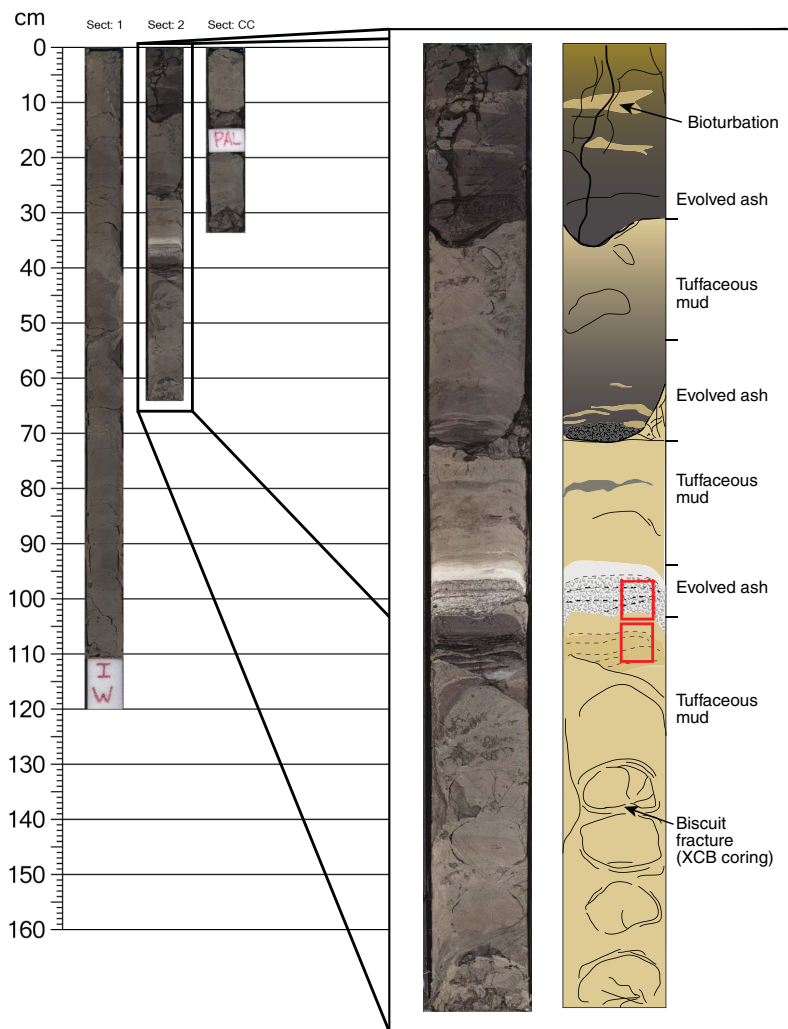 cm
Sect: 1
Sect: 2
Sect: CC
0
10
20
30
40
50
60
70
80
90
100
110
120
130
140
150
160
PAL
I
W
Bioturbation
Evolved ash
Tuffaceous
mud
Evolved ash
Tuffaceous
mud
Evolved ash
Tuffaceous
mud
Biscuit
fracture
(XCB coring)